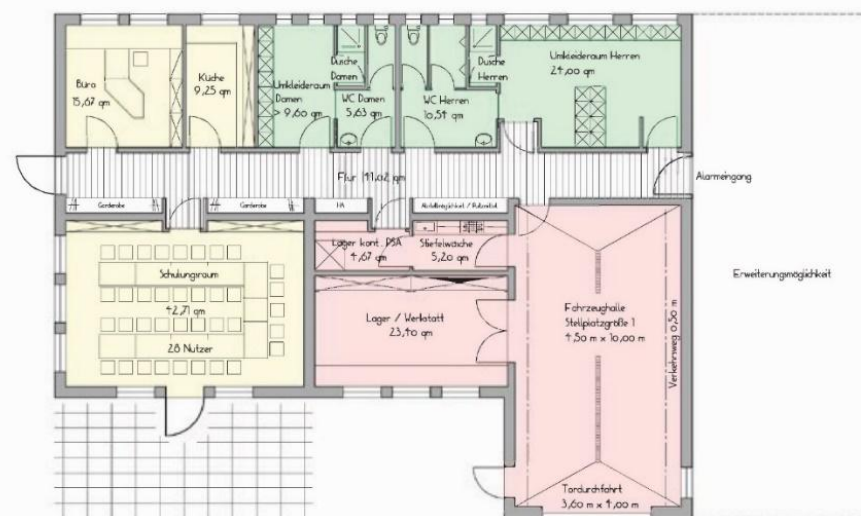 Büro
15,67 qm
Küche
9,25 qm
Umkleideraum
Damen
> 9,60 qm
Dusche
Damen
WC Damen
5,63 qm
WC Herren
10,54 qm
Dusche
Herren
Umkleideraum Herren
24,00 qm
Flur 141,02 qm
Alarmeingang
Garderobe
Garderobe
HA
Lager kont. PSA
4,67 qm
Stiefelwäsche
5,20 qm
Schulungsraum
42,71 qm
28 Nutzer
Lager / Werkstatt
23,40 qm
Fahrzeughalle
Stellplatzgröße 1
4,50 m x 10,00 m
Verkehrsweg 0,50 m
Erweiterungsmöglichkeit
Tordurchfahrt
3,60 m x 4,00 m